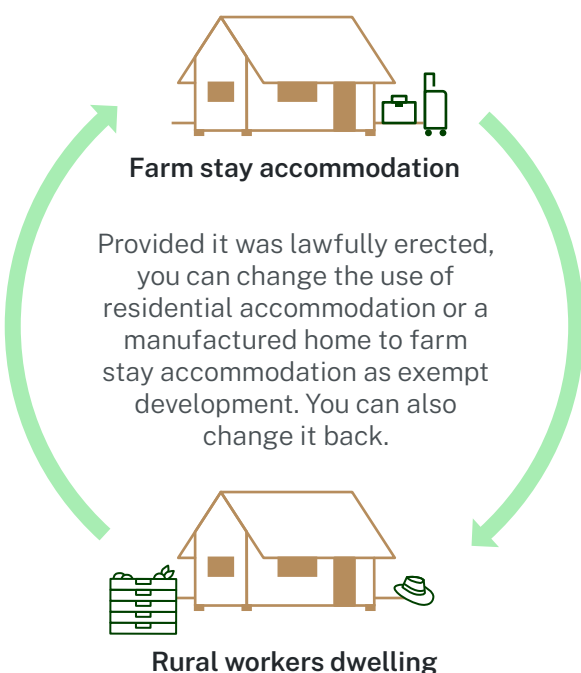 Farm stay accommodation
Provided it was lawfully erected,
you can change the use of
residential accommodation or a
manufactured home to farm
stay accommodation as exempt
development. You can also
change it back.
Rural workers dwelling